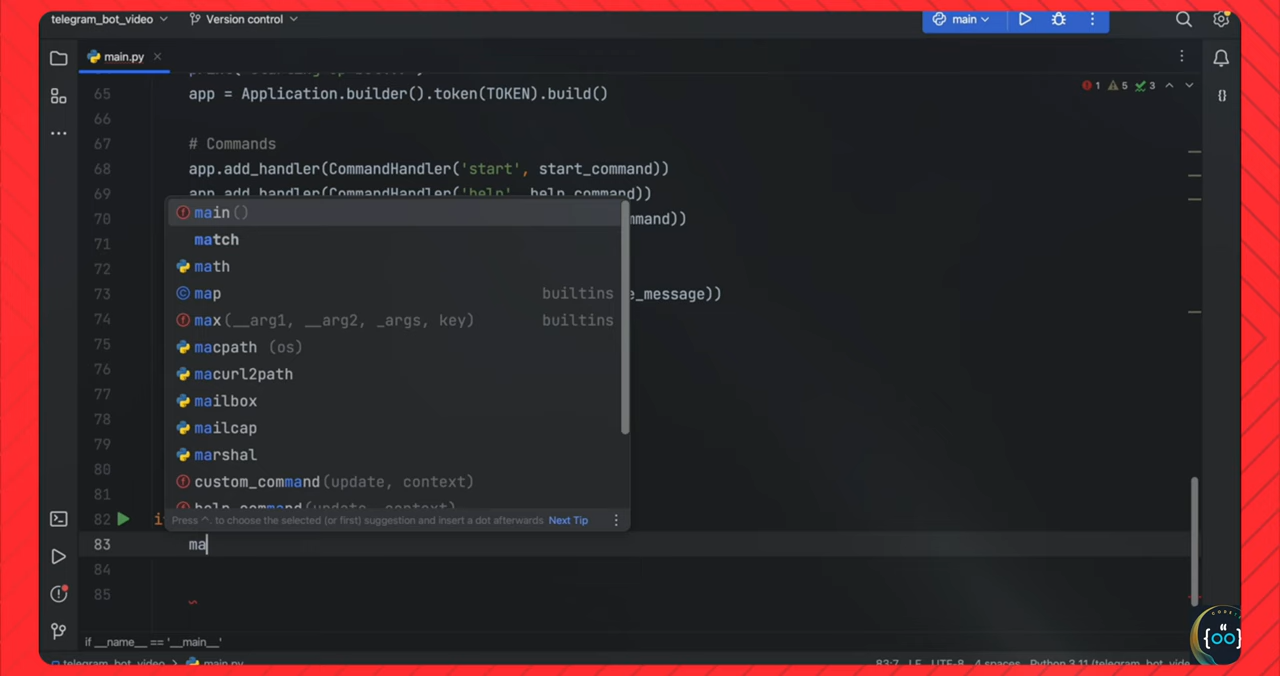 telegram_bot_video
Version control
main
main.py
65 app = Application.builder().token(TOKEN).build()
66
67 # Commands
68 app.add_handler(CommandHandler('start', start_command))
69 app.add_handler(CommandHandler('help', help_command))
70 mmand))
71
72
73 e_message))
74
75
76
77
78
79
80
81
82 i
83 ma
84
85
1 5 3
main()
match
math
map builtins
max(__arg1, __arg2, _args, key) builtins
macpath (os)
macurl2path
mailbox
mailcap
marshal
custom_command(update, context)
help_command(update, context)
Press ^. to choose the selected (or first) suggestion and insert a dot afterwards Next Tip
if __name__ == '__main__'
telegram_bot_video > main.py
83:7 LF UTF-8 4 spaces Python 3.11 (telegram_bot_vide